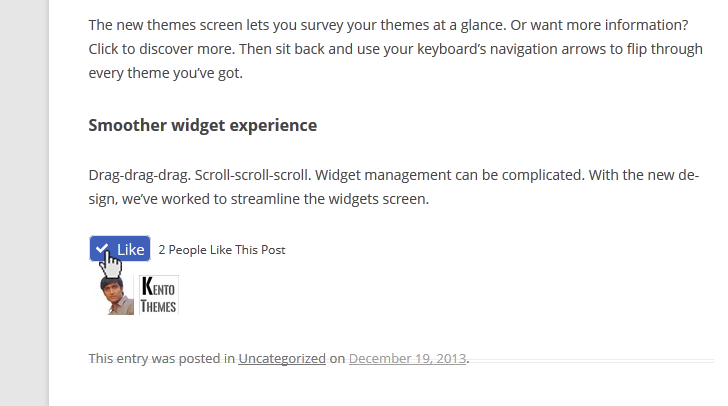 The new themes screen lets you survey your themes at a glance. Or want more information?
Click to discover more. Then sit back and use your keyboard’s navigation arrows to flip through
every theme you’ve got.
Smoother widget experience
Drag-drag-drag. Scroll-scroll-scroll. Widget management can be complicated. With the new de-
sign, we’ve worked to streamline the widgets screen.
Like 2 People Like This Post
KENTO
THEMES
This entry was posted in Uncategorized on December 19, 2013.